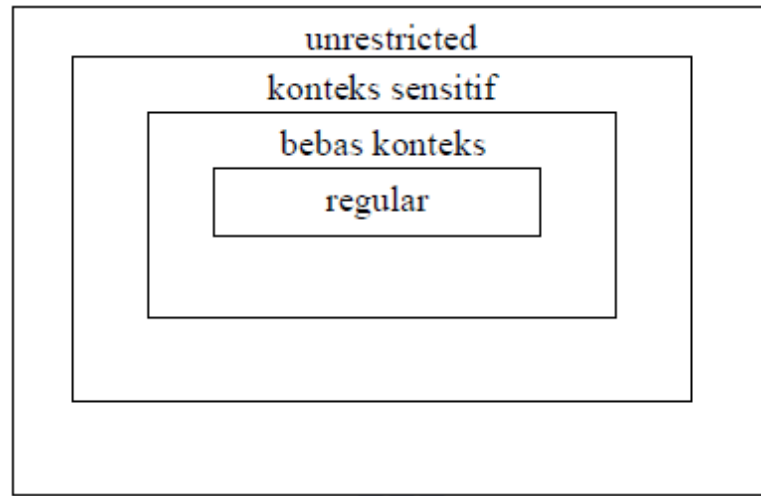 unrestricted
konteks sensitif
bebas konteks
regular